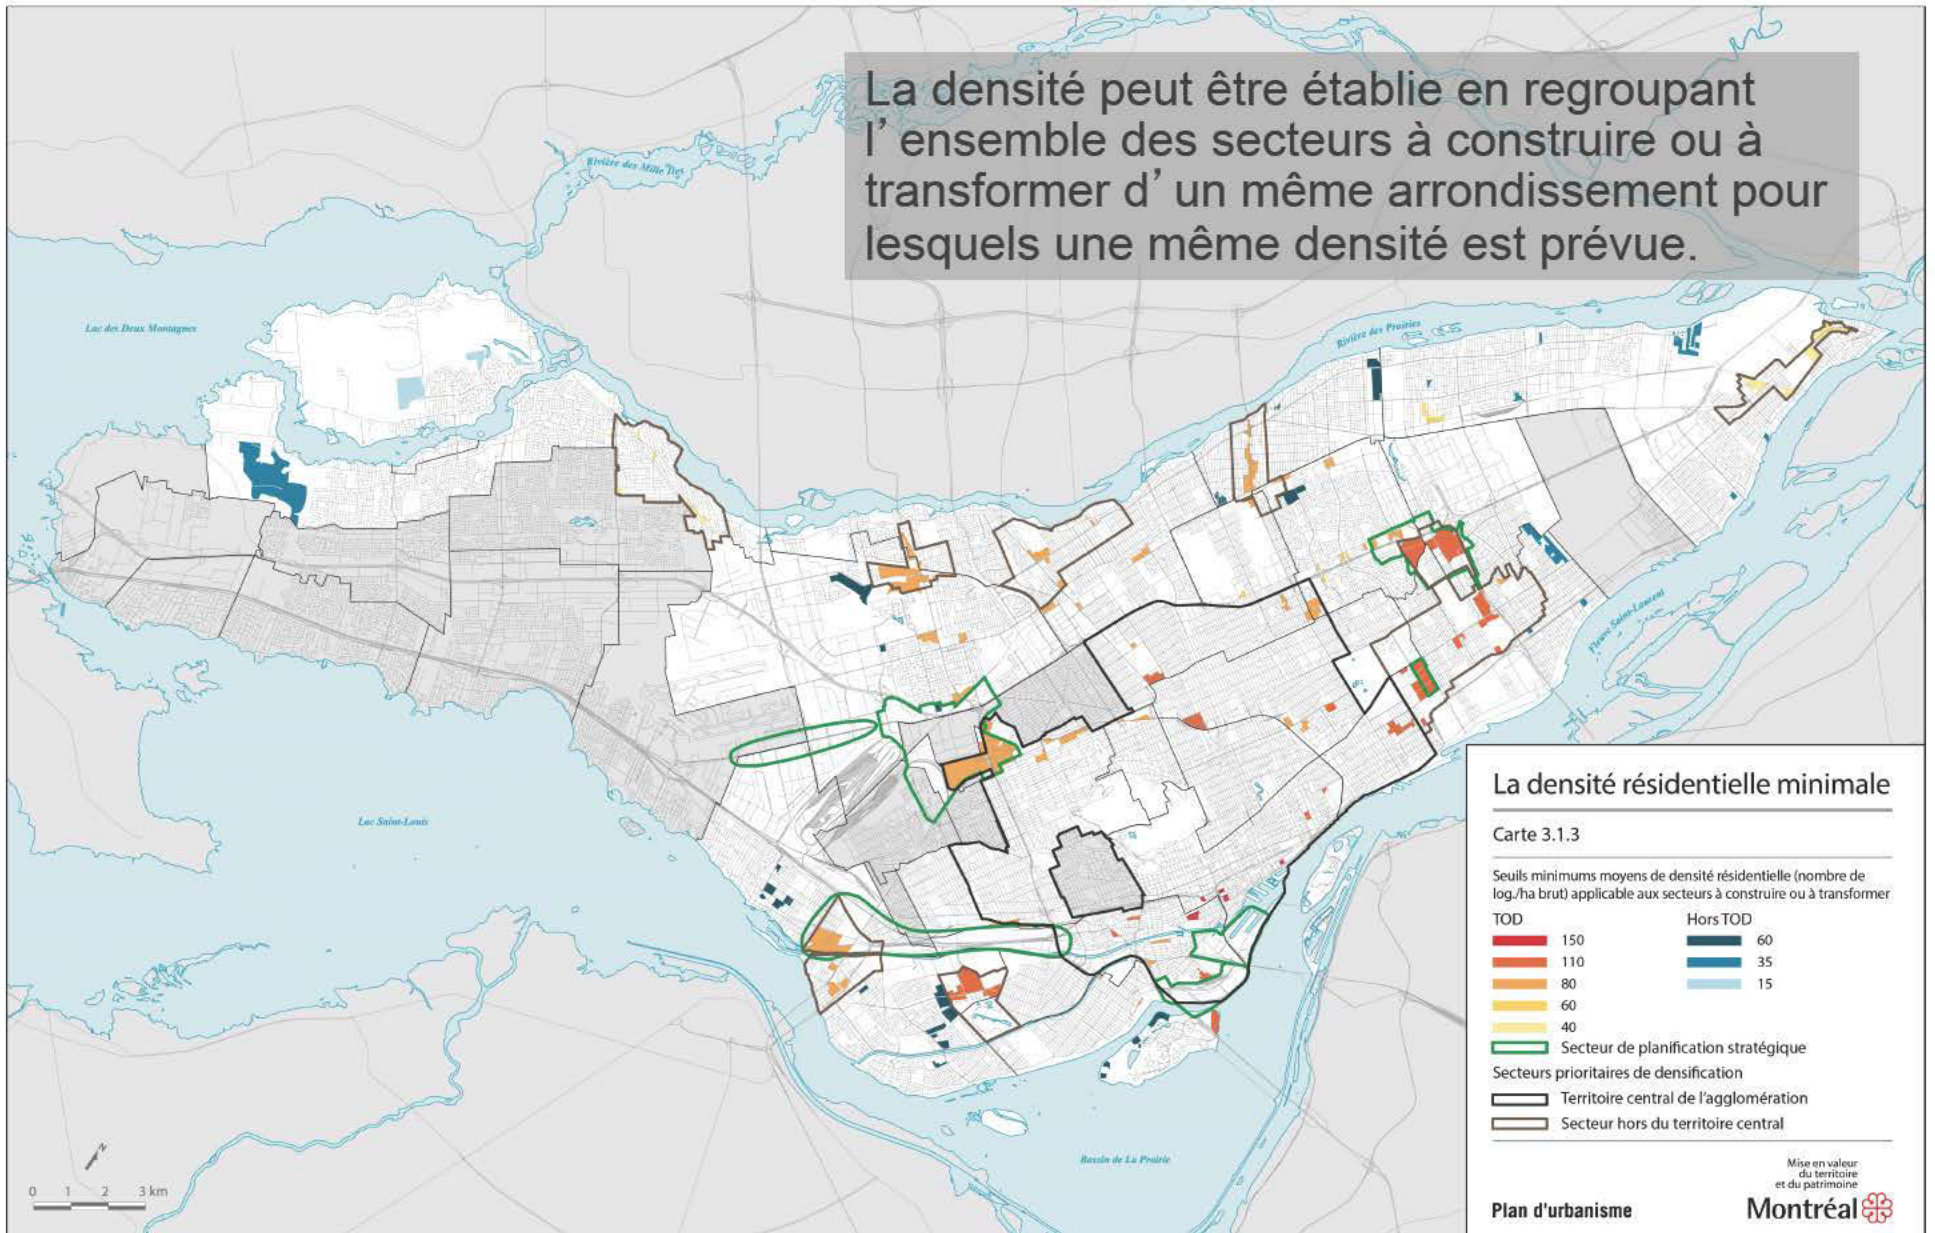 La densité peut être établie en regroupant
l’ensemble des secteurs à construire ou à
transformer d’un même arrondissement pour
lesquels une même densité est prévue.
Rivière des Mille Îles
Lac des Deux Montagnes
Rivière des Prairies
Fleuve Saint-Laurent
Lac Saint-Louis
Bassin de La Prairie
N
0 1 2 3 km
La densité résidentielle minimale
Carte 3.1.3
Seuils minimums moyens de densité résidentielle (nombre de
log./ha brut) applicable aux secteurs à construire ou à transformer
TOD Hors TOD
150 60
110 35
80 15
60
40
Secteur de planification stratégique
Secteurs prioritaires de densification
Territoire central de l'agglomération
Secteur hors du territoire central
Mise en valeur
du territoire
et du patrimoine
Plan d'urbanisme Montréal